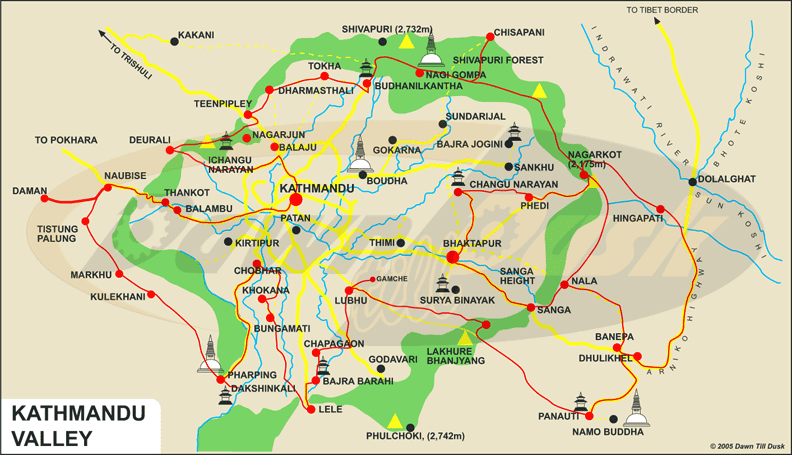 TO TIBET BORDER
SHIVAPURI (2,732m)
KAKANI
CHISAPANI
TO TRISHULI
SHIVAPURI FOREST
TOKHA
NAGI GOMPA
DHARMASTHALI
BUDHANILKANTHA
TEENPIPLEY
INDRAWATI RIVER
BHOTE KOSHI
SUNDARIJAL
NAGARJUN
DEURALI
TO POKHARA
BALAJU
GOKARNA
BAJRA JOGINI
ICHANGU
NARAYAN
NAGARKOT
(2,175m)
SANKHU
NAUBISE
BOUDHA
DOLALGHAT
KATHMANDU
CHANGU NARAYAN
DAMAN
THANKOT
PHEDI
SUN KOSHI
BALAMBU
HINGAPATI
PATAN
TISTUNG
PALUNG
KIRTIPUR
THIMI
BHAKTAPUR
CHOBHAR
SANGA
HEIGHT
MARKHU
GAMCHE
NALA
KHOKANA
KULEKHANI
LUBHU
SURYA BINAYAK
SANGA
BUNGAMATI
ARNIKO HIGHWAY
BANEPA
CHAPAGAON
LAKHURE
BHANJYANG
DHULIKHEL
GODAVARI
PHARPING
BAJRA BARAHI
DAKSHINKALI
LELE
PANAUTI
NAMO BUDDHA
PHULCHOKI, (2,742m)
KATHMANDU
VALLEY
© 2005 Dawn Till Dusk